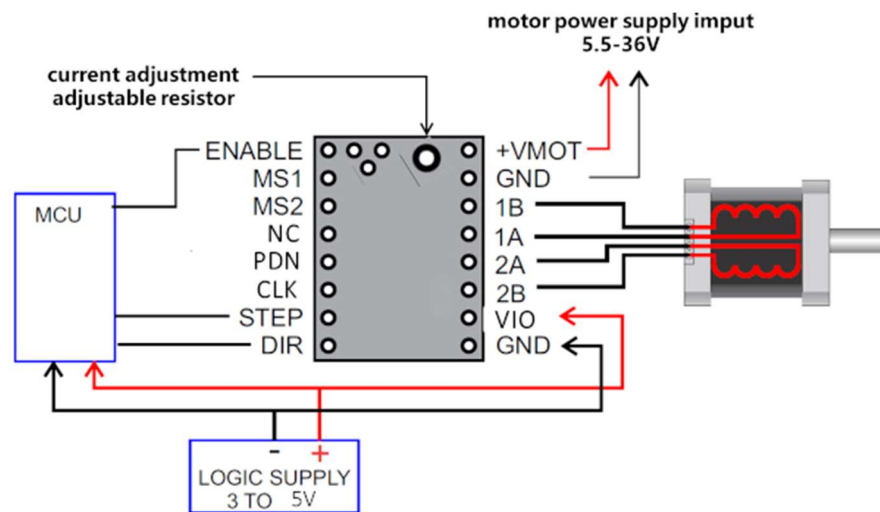 motor power supply imput
5.5-36V
current adjustment
adjustable resistor
ENABLE
MS1
MS2
NC
PDN
CLK
STEP
DIR
+VMOT
GND
1B
1A
2A
2B
VIO
GND
MCU
- +
LOGIC SUPPLY
3 TO 5V